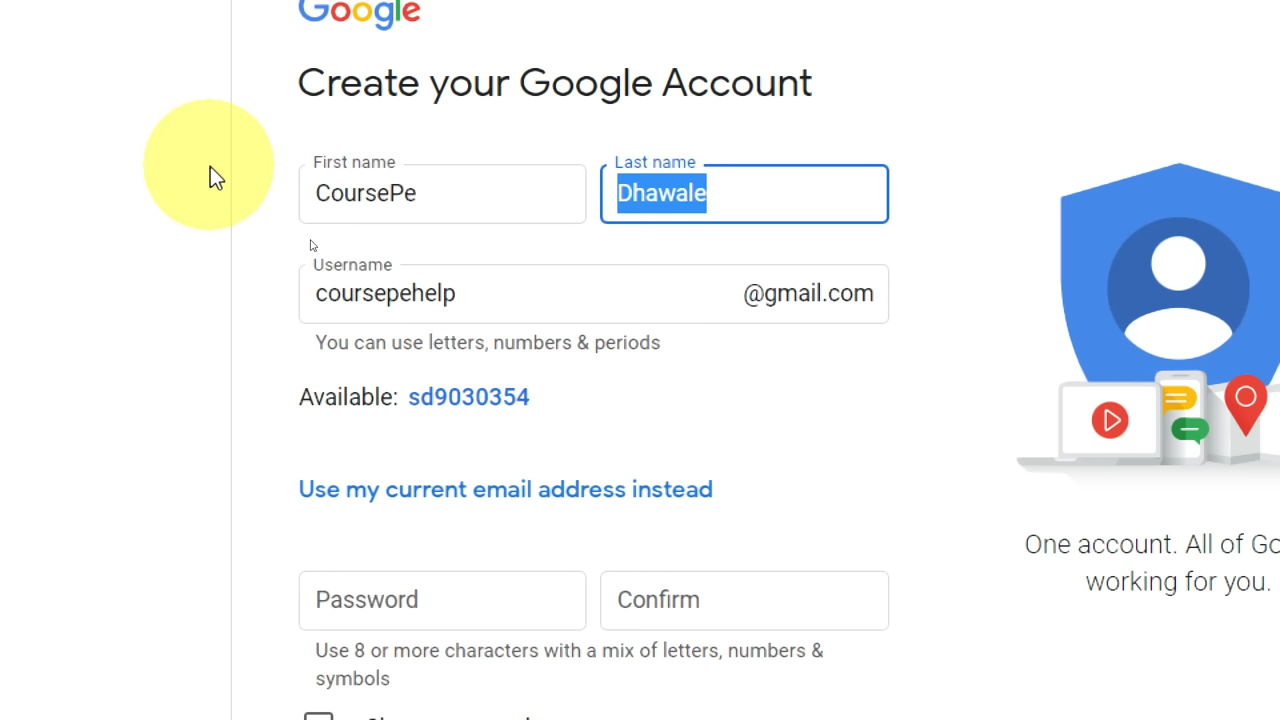 Google
Create your Google Account
First name
Last name
CoursePe
Dhawale
Username
coursepehelp
@gmail.com
You can use letters, numbers & periods
Available: sd9030354
Use my current email address instead
Password
Confirm
Use 8 or more characters with a mix of letters, numbers &
symbols
One account. All of
working for you.